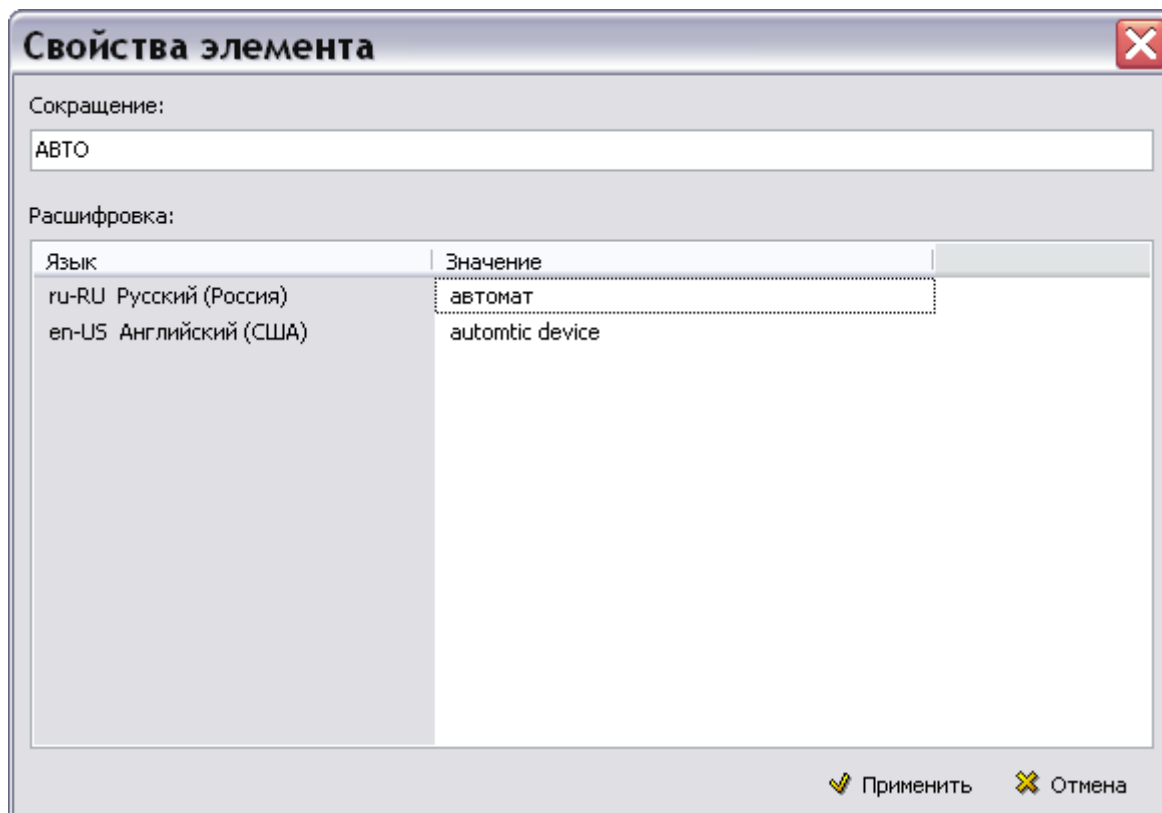 Свойства элемента
Сокращение:
АВТО
Расшифровка:
Язык Значение
ru-RU Русский (Россия) автомат
en-US Английский (США) automtic device
Применить Отмена